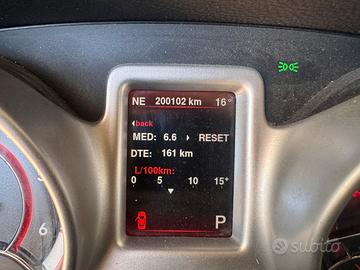 NE 200102 km 16°
back
MED: 6.6 RESET
DTE: 161 km
L/100km:
0 5 10 15+
P
6
subito